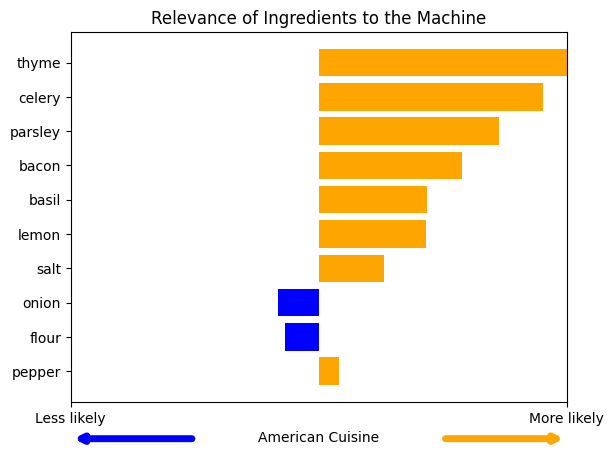 Relevance of Ingredients to the Machine
thyme
celery
parsley
bacon
basil
lemon
salt
onion
flour
pepper
Less likely
More likely
American Cuisine